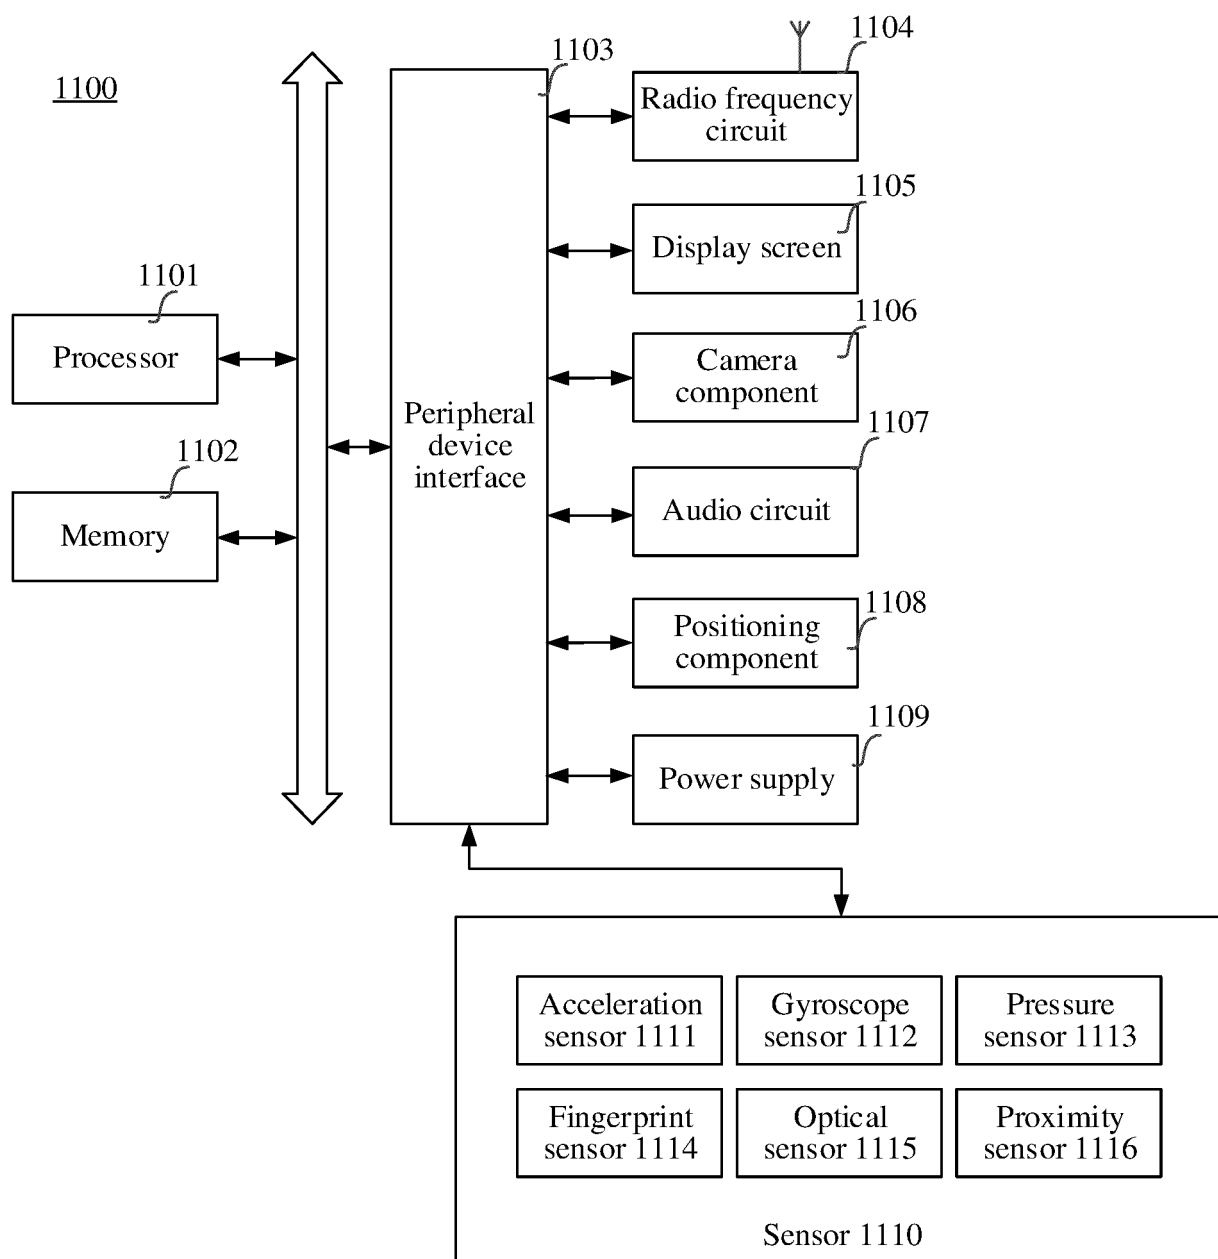 1100
1103
1104
Radio frequency
circuit
1105
Display screen
1101
Processor
1106
Camera
component
Peripheral
device
interface
1102
Memory
1107
Audio circuit
1108
Positioning
component
1109
Power supply
Acceleration
sensor 1111
Gyroscope
sensor 1112
Pressure
sensor 1113
Fingerprint
sensor 1114
Optical
sensor 1115
Proximity
sensor 1116
Sensor 1110